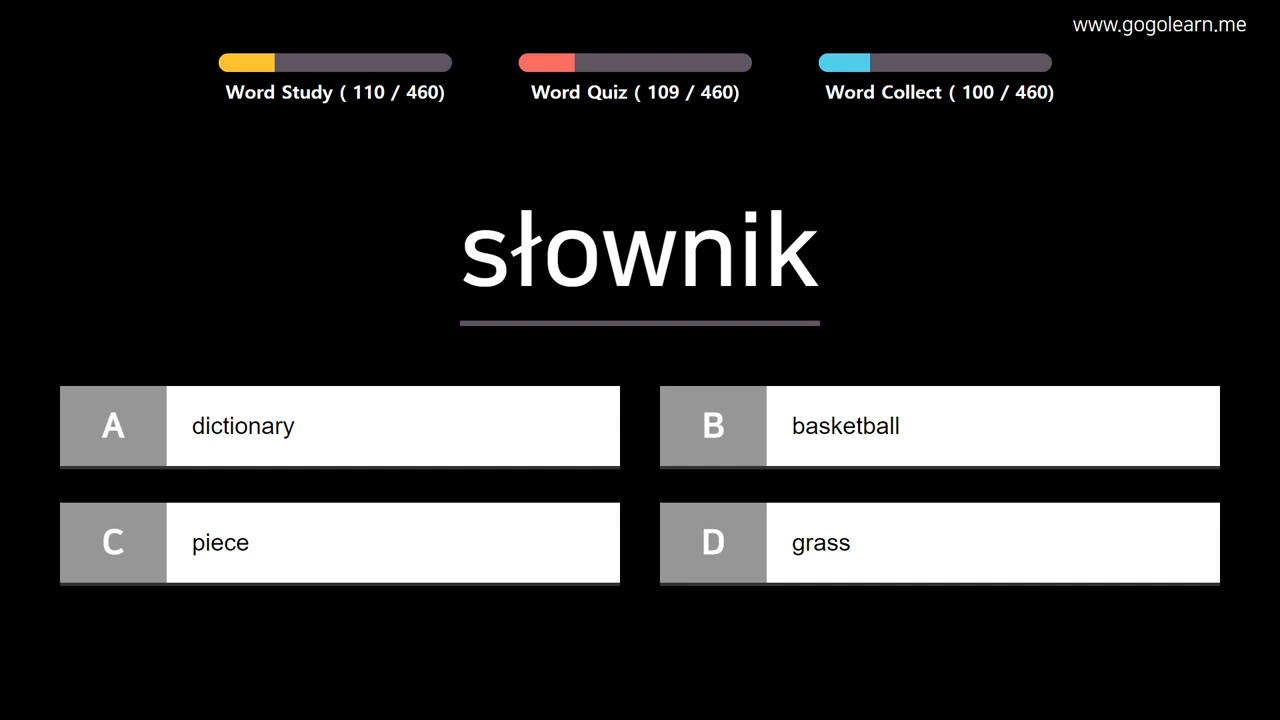 www.gogolearn.me
Word Study ( 110 / 460)
Word Quiz ( 109 / 460)
Word Collect ( 100 / 460)
słownik
A dictionary
B basketball
C piece
D grass